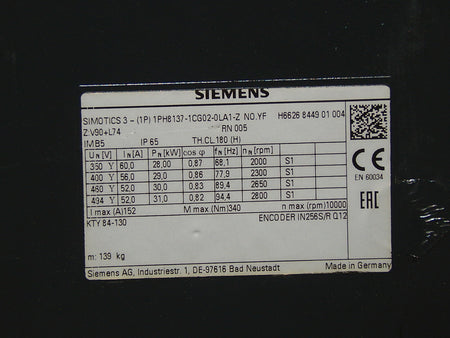 SIEMENS
SIMOTICS 3 ~ (1P) 1PH8137-1CG02-0LA1-Z NO.YF H6626 8449 01 004
Z:V90+L74 RN 005
IM B5 IP 65 TH.CL.180 (H)
U N [V] I N [A] P N [kW] cos φ f N [Hz] n N [rpm]
350 Y 60,0 28,00 0,87 68,1 2000 S1
400 Y 56,0 29,0 0,86 77,9 2300 S1
460 Y 52,0 30,0 0,83 89,4 2650 S1
494 Y 52,0 31,0 0,82 94,4 2800 S1
I max (A)152 M max (Nm)340 n max (rpm)10000
KTY 84-130 ENCODER IN256S/R Q12
m: 139 kg
Siemens AG, Industriestr. 1, DE-97616 Bad Neustadt Made in Germany
CE
EN 60034
EAC